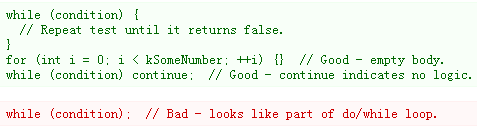 while (condition) {
  // Repeat test until it returns false.
}
for (int i = 0; i < kSomeNumber; ++i) {}  // Good - empty body.
while (condition) continue;  // Good - continue indicates no logic.
while (condition);  // Bad - looks like part of do/while loop.